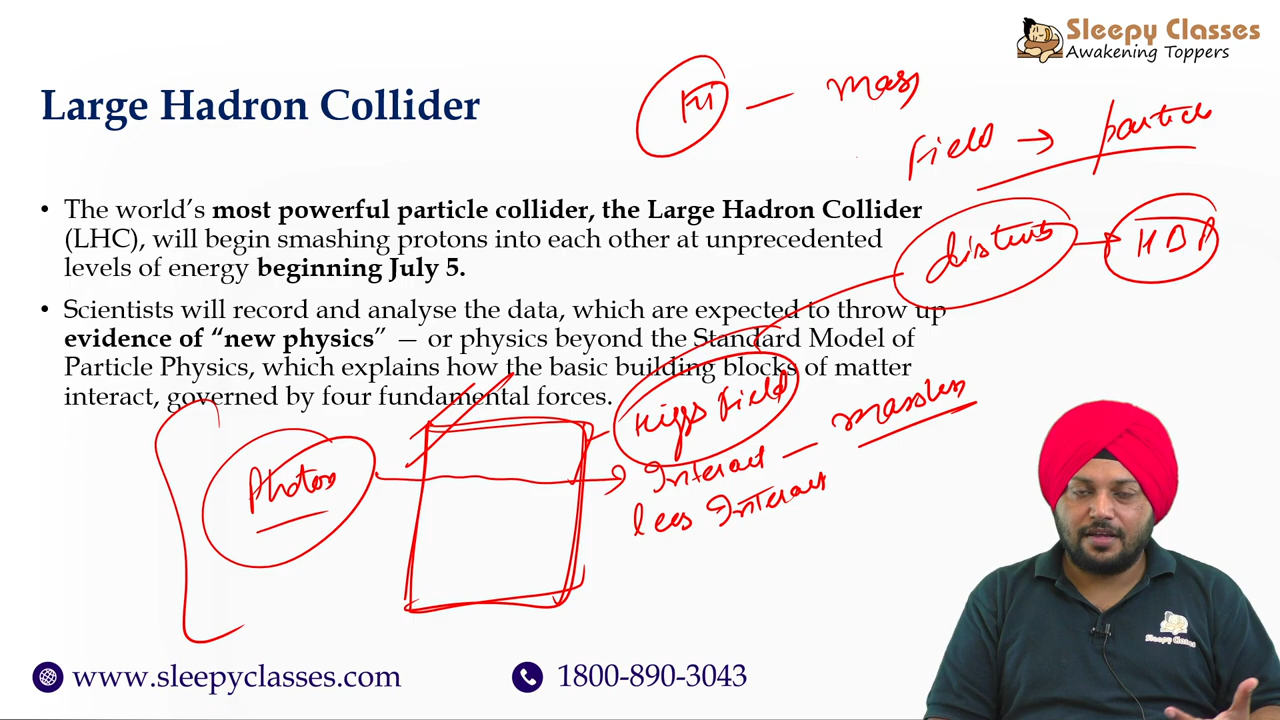 Sleepy Classes
Awakening Toppers
Large Hadron Collider
Mass
Field → particle
• The world’s most powerful particle collider, the Large Hadron Collider
(LHC), will begin smashing protons into each other at unprecedented
levels of energy beginning July 5.
• Scientists will record and analyse the data, which are expected to throw up
evidence of “new physics” — or physics beyond the Standard Model of
Particle Physics, which explains how the basic building blocks of matter
interact, governed by four fundamental forces.
Higgs Field
Photon
Interact — massless
less Interact
Sleepy Classes
www.sleepyclasses.com
1800-890-3043